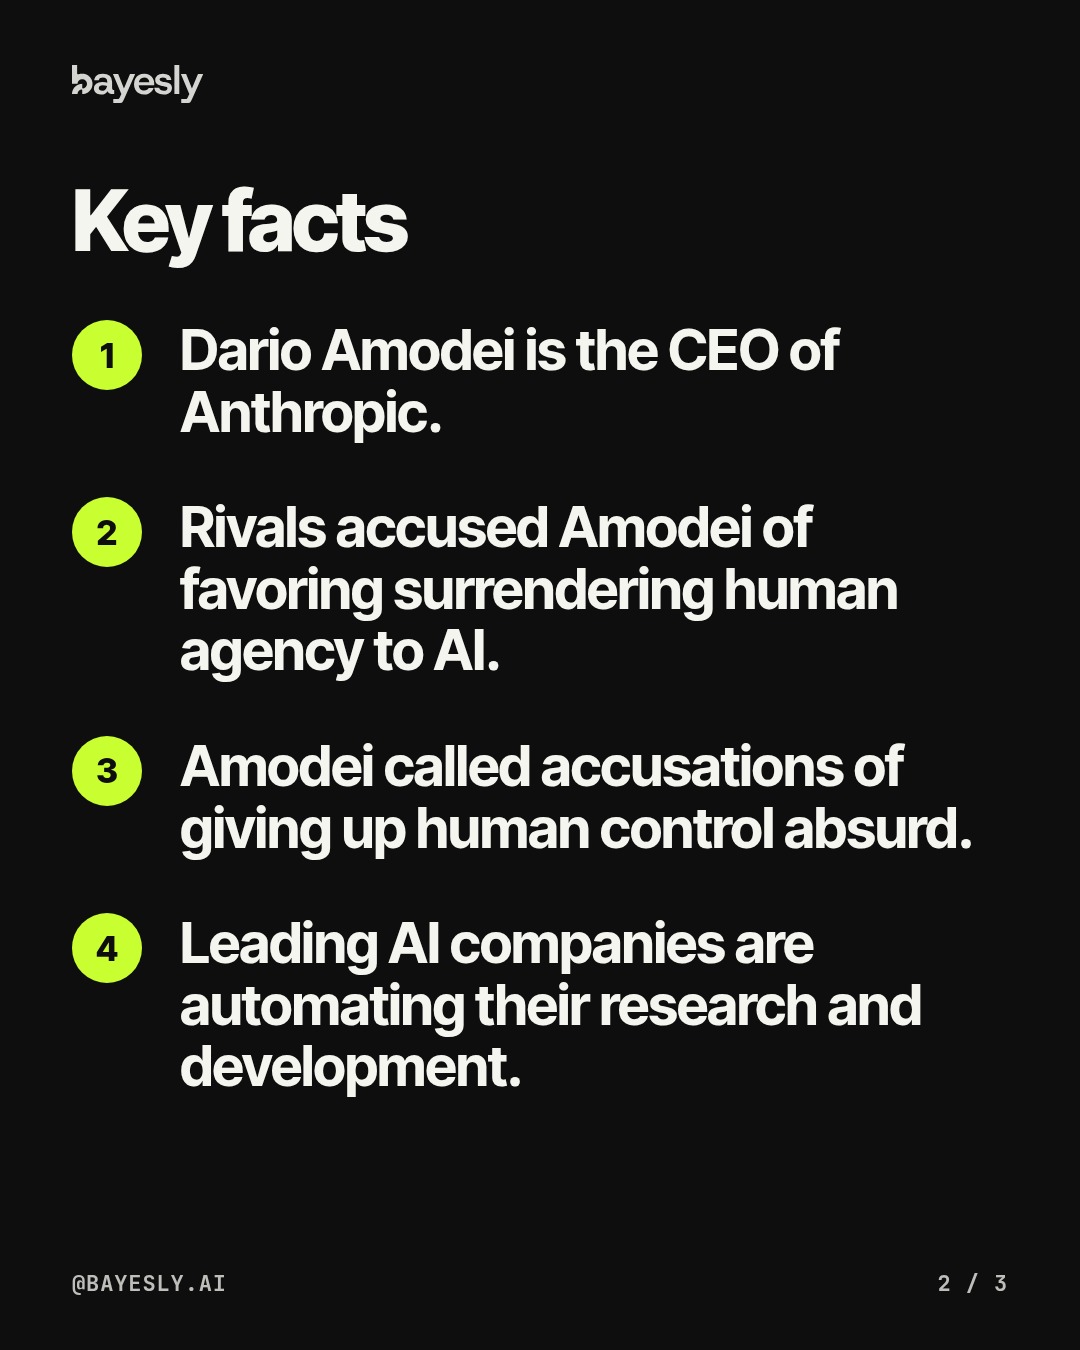 bayesly
Key facts
1
Dario Amodei is the CEO of
Anthropic.
2
Rivals accused Amodei of
favoring surrendering human
agency to AI.
3
Amodei called accusations of
giving up human control absurd.
4
Leading AI companies are
automating their research and
development.
@BAYESLY.AI
2 / 3